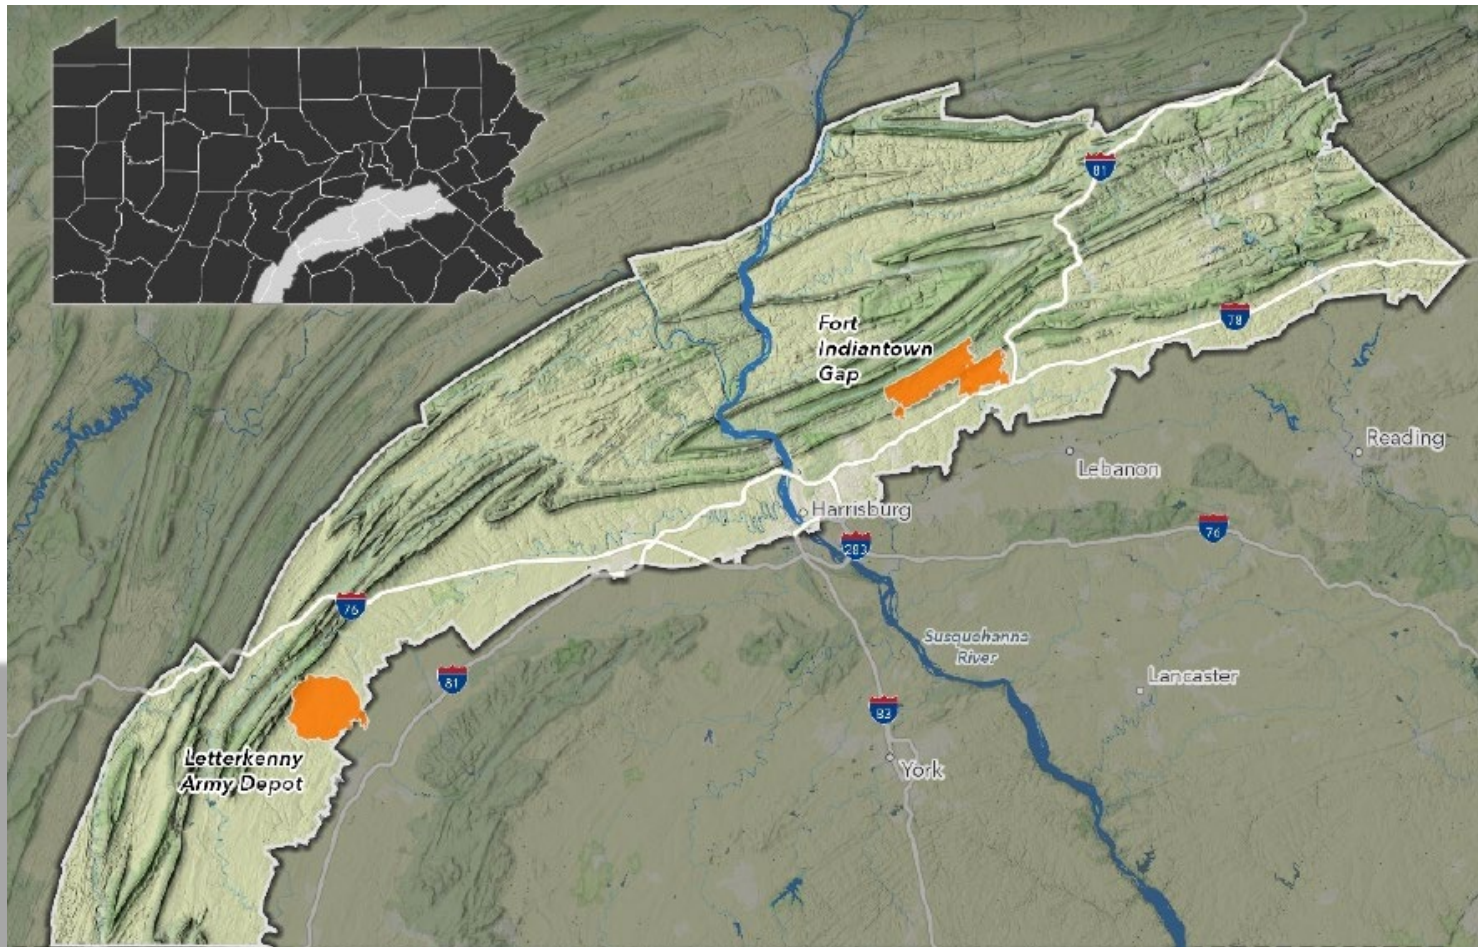 81
78
Fort
Indiantown
Gap
Reading
Lebanon
Harrisburg
76
283
76
Susquehanna
River
81
Lancaster
83
Letterkenny
Army Depot
York